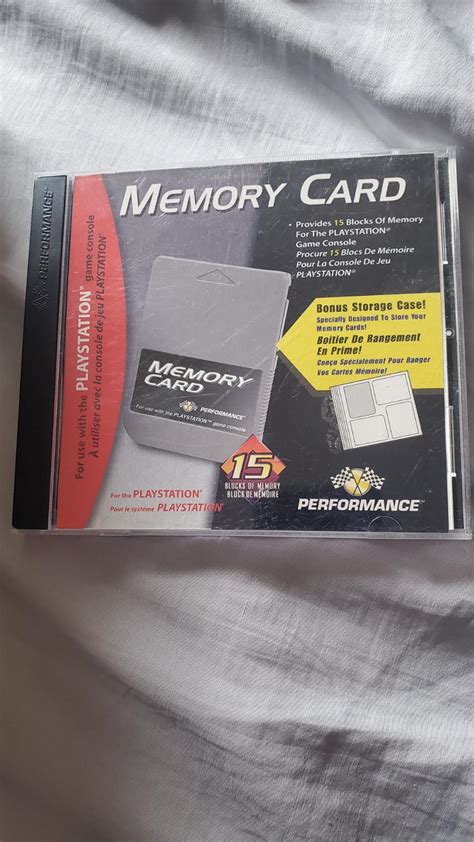 PERFORMANCE™
For use with the PLAYSTATION® game console
À utiliser avec la console de jeu PLAYSTATION®
MEMORY CARD
• Provides 15 Blocks Of Memory
For The PLAYSTATION®
Game Console
Procure 15 Blocs De Mémoire
Pour La Console De Jeu
PLAYSTATION®
Bonus Storage Case!
Specially Designed To Store Your
Memory Cards!
Boîtier De Rangement
En Prime!
Conçu Spécialement Pour Ranger
Vos Cartes Mémoire!
MEMORY
CARD
PERFORMANCE™
For use with the PLAYSTATION™ game console
15
BLOCKS OF MEMORY
BLOCS DE MÉMOIRE
For the PLAYSTATION®
Pour le système PLAYSTATION®
PERFORMANCE™